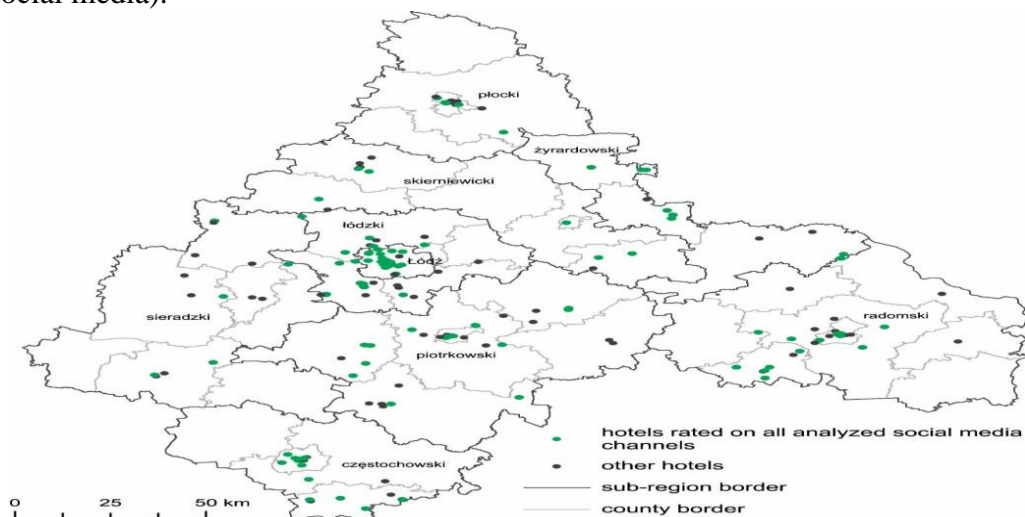 ocial media).
płocki
żyrardowski
skierniewicki
łódzki
Łódź
sieradzki
radomski
piotrkowski
hotels rated on all analyzed social media
channels
other hotels
częstochowski
sub-region border
0 25 50 km
county border